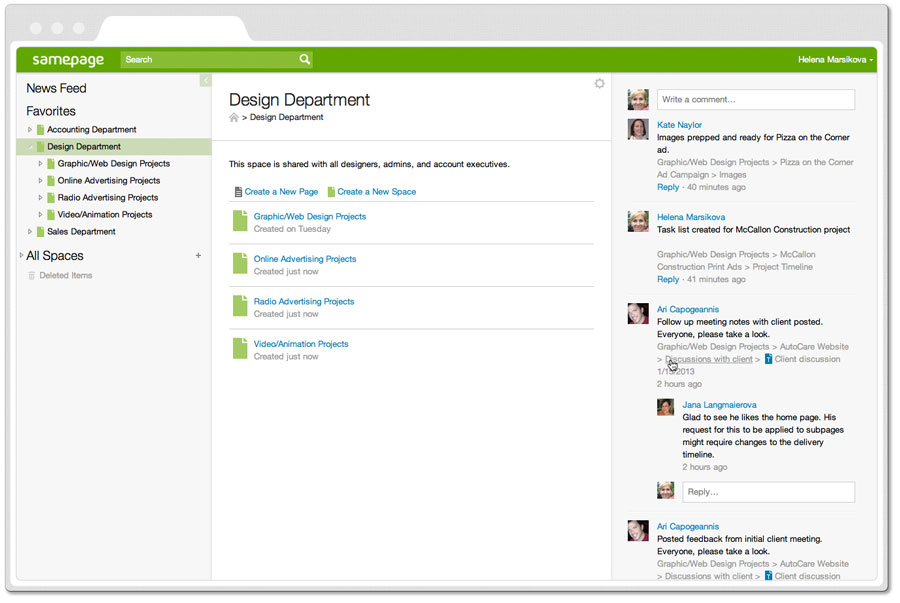 samepage
Search
Helena Marsikova
News Feed
Favorites
Accounting Department
Design Department
Graphic/Web Design Projects
Online Advertising Projects
Radio Advertising Projects
Video/Animation Projects
Sales Department
All Spaces +
Deleted Items
Design Department
> Design Department
This space is shared with all designers, admins, and account executives.
Create a New Page Create a New Space
Graphic/Web Design Projects
Created on Tuesday
Online Advertising Projects
Created just now
Radio Advertising Projects
Created just now
Video/Animation Projects
Created just now
Write a comment...
Kate Naylor
Images prepped and ready for Pizza on the Corner
ad.
Graphic/Web Design Projects > Pizza on the Corner
Ad Campaign > Images
Reply · 40 minutes ago
Helena Marsikova
Task list created for McCallon Construction project
Graphic/Web Design Projects > McCallon
Construction Print Ads > Project Timeline
Reply · 41 minutes ago
Ari Capogeannis
Follow up meeting notes with client posted.
Everyone, please take a look.
Graphic/Web Design Projects > AutoCare Website
> Discussions with client > Client discussion
2 hours ago
Jana Langmaierova
Glad to see he likes the home page. His
request for this to be applied to subpages
might require changes to the delivery
timeline.
2 hours ago
Reply...
Ari Capogeannis
Posted feedback from initial client meeting.
Everyone, please take a look.
Graphic/Web Design Projects > AutoCare Website
> Discussions with client > Client discussion